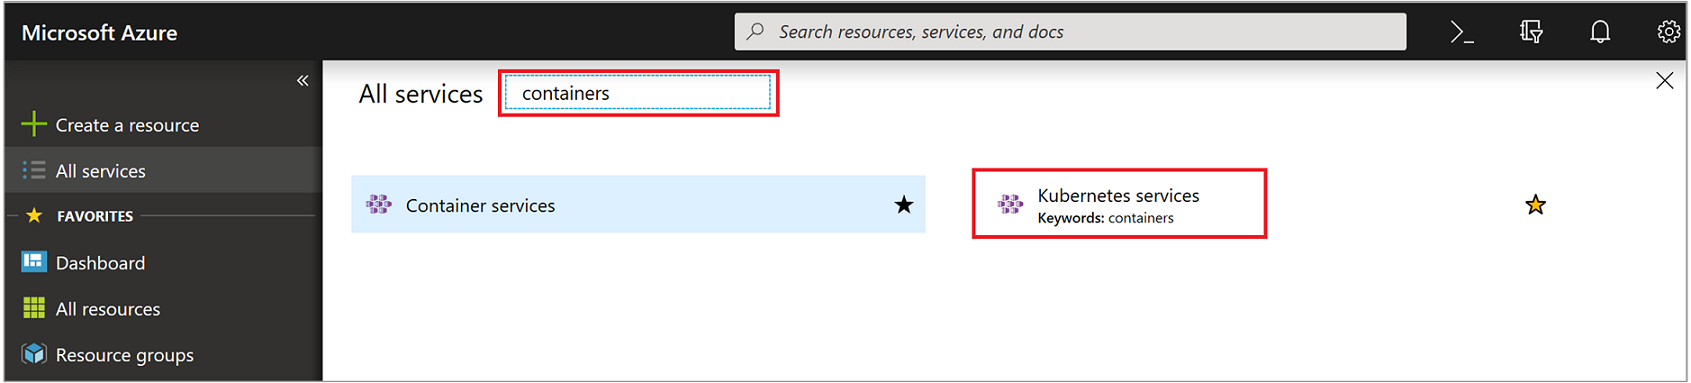 Microsoft Azure
Search resources, services, and docs
Create a resource
All services
FAVORITES
Dashboard
All resources
Resource groups
All services
containers
Container services
Kubernetes services
Keywords: containers